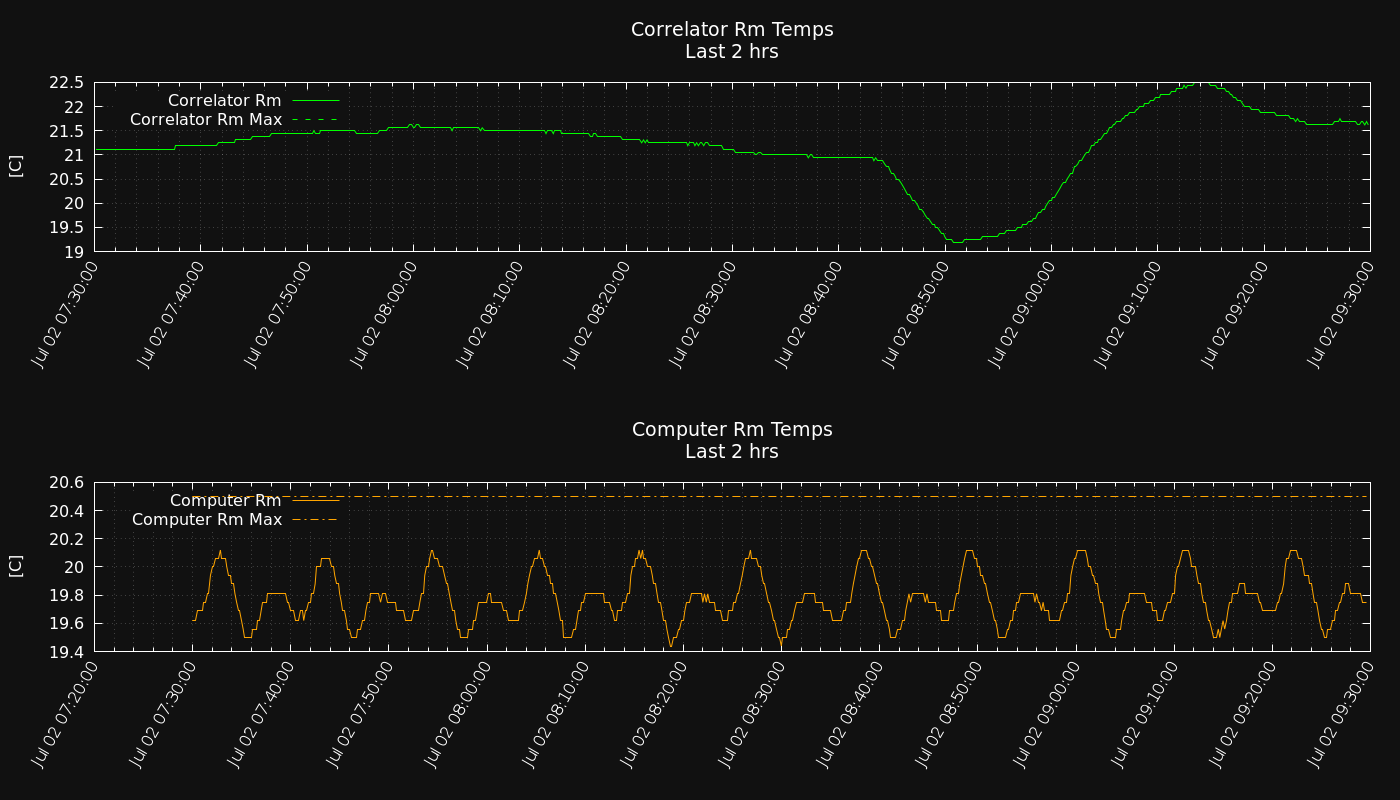 Correlator Rm Temps
Last 2 hrs
22.5
22
21.5
21
20.5
20
19.5
19
[C]
Correlator Rm
Correlator Rm Max
Jul 02 07:30:00
Jul 02 07:40:00
Jul 02 07:50:00
Jul 02 08:00:00
Jul 02 08:10:00
Jul 02 08:20:00
Jul 02 08:30:00
Jul 02 08:40:00
Jul 02 08:50:00
Jul 02 09:00:00
Jul 02 09:10:00
Jul 02 09:20:00
Jul 02 09:30:00
Computer Rm Temps
Last 2 hrs
20.6
20.4
20.2
20
19.8
19.6
19.4
[C]
Computer Rm
Computer Rm Max
Jul 02 07:20:00
Jul 02 07:30:00
Jul 02 07:40:00
Jul 02 07:50:00
Jul 02 08:00:00
Jul 02 08:10:00
Jul 02 08:20:00
Jul 02 08:30:00
Jul 02 08:40:00
Jul 02 08:50:00
Jul 02 09:00:00
Jul 02 09:10:00
Jul 02 09:20:00
Jul 02 09:30:00